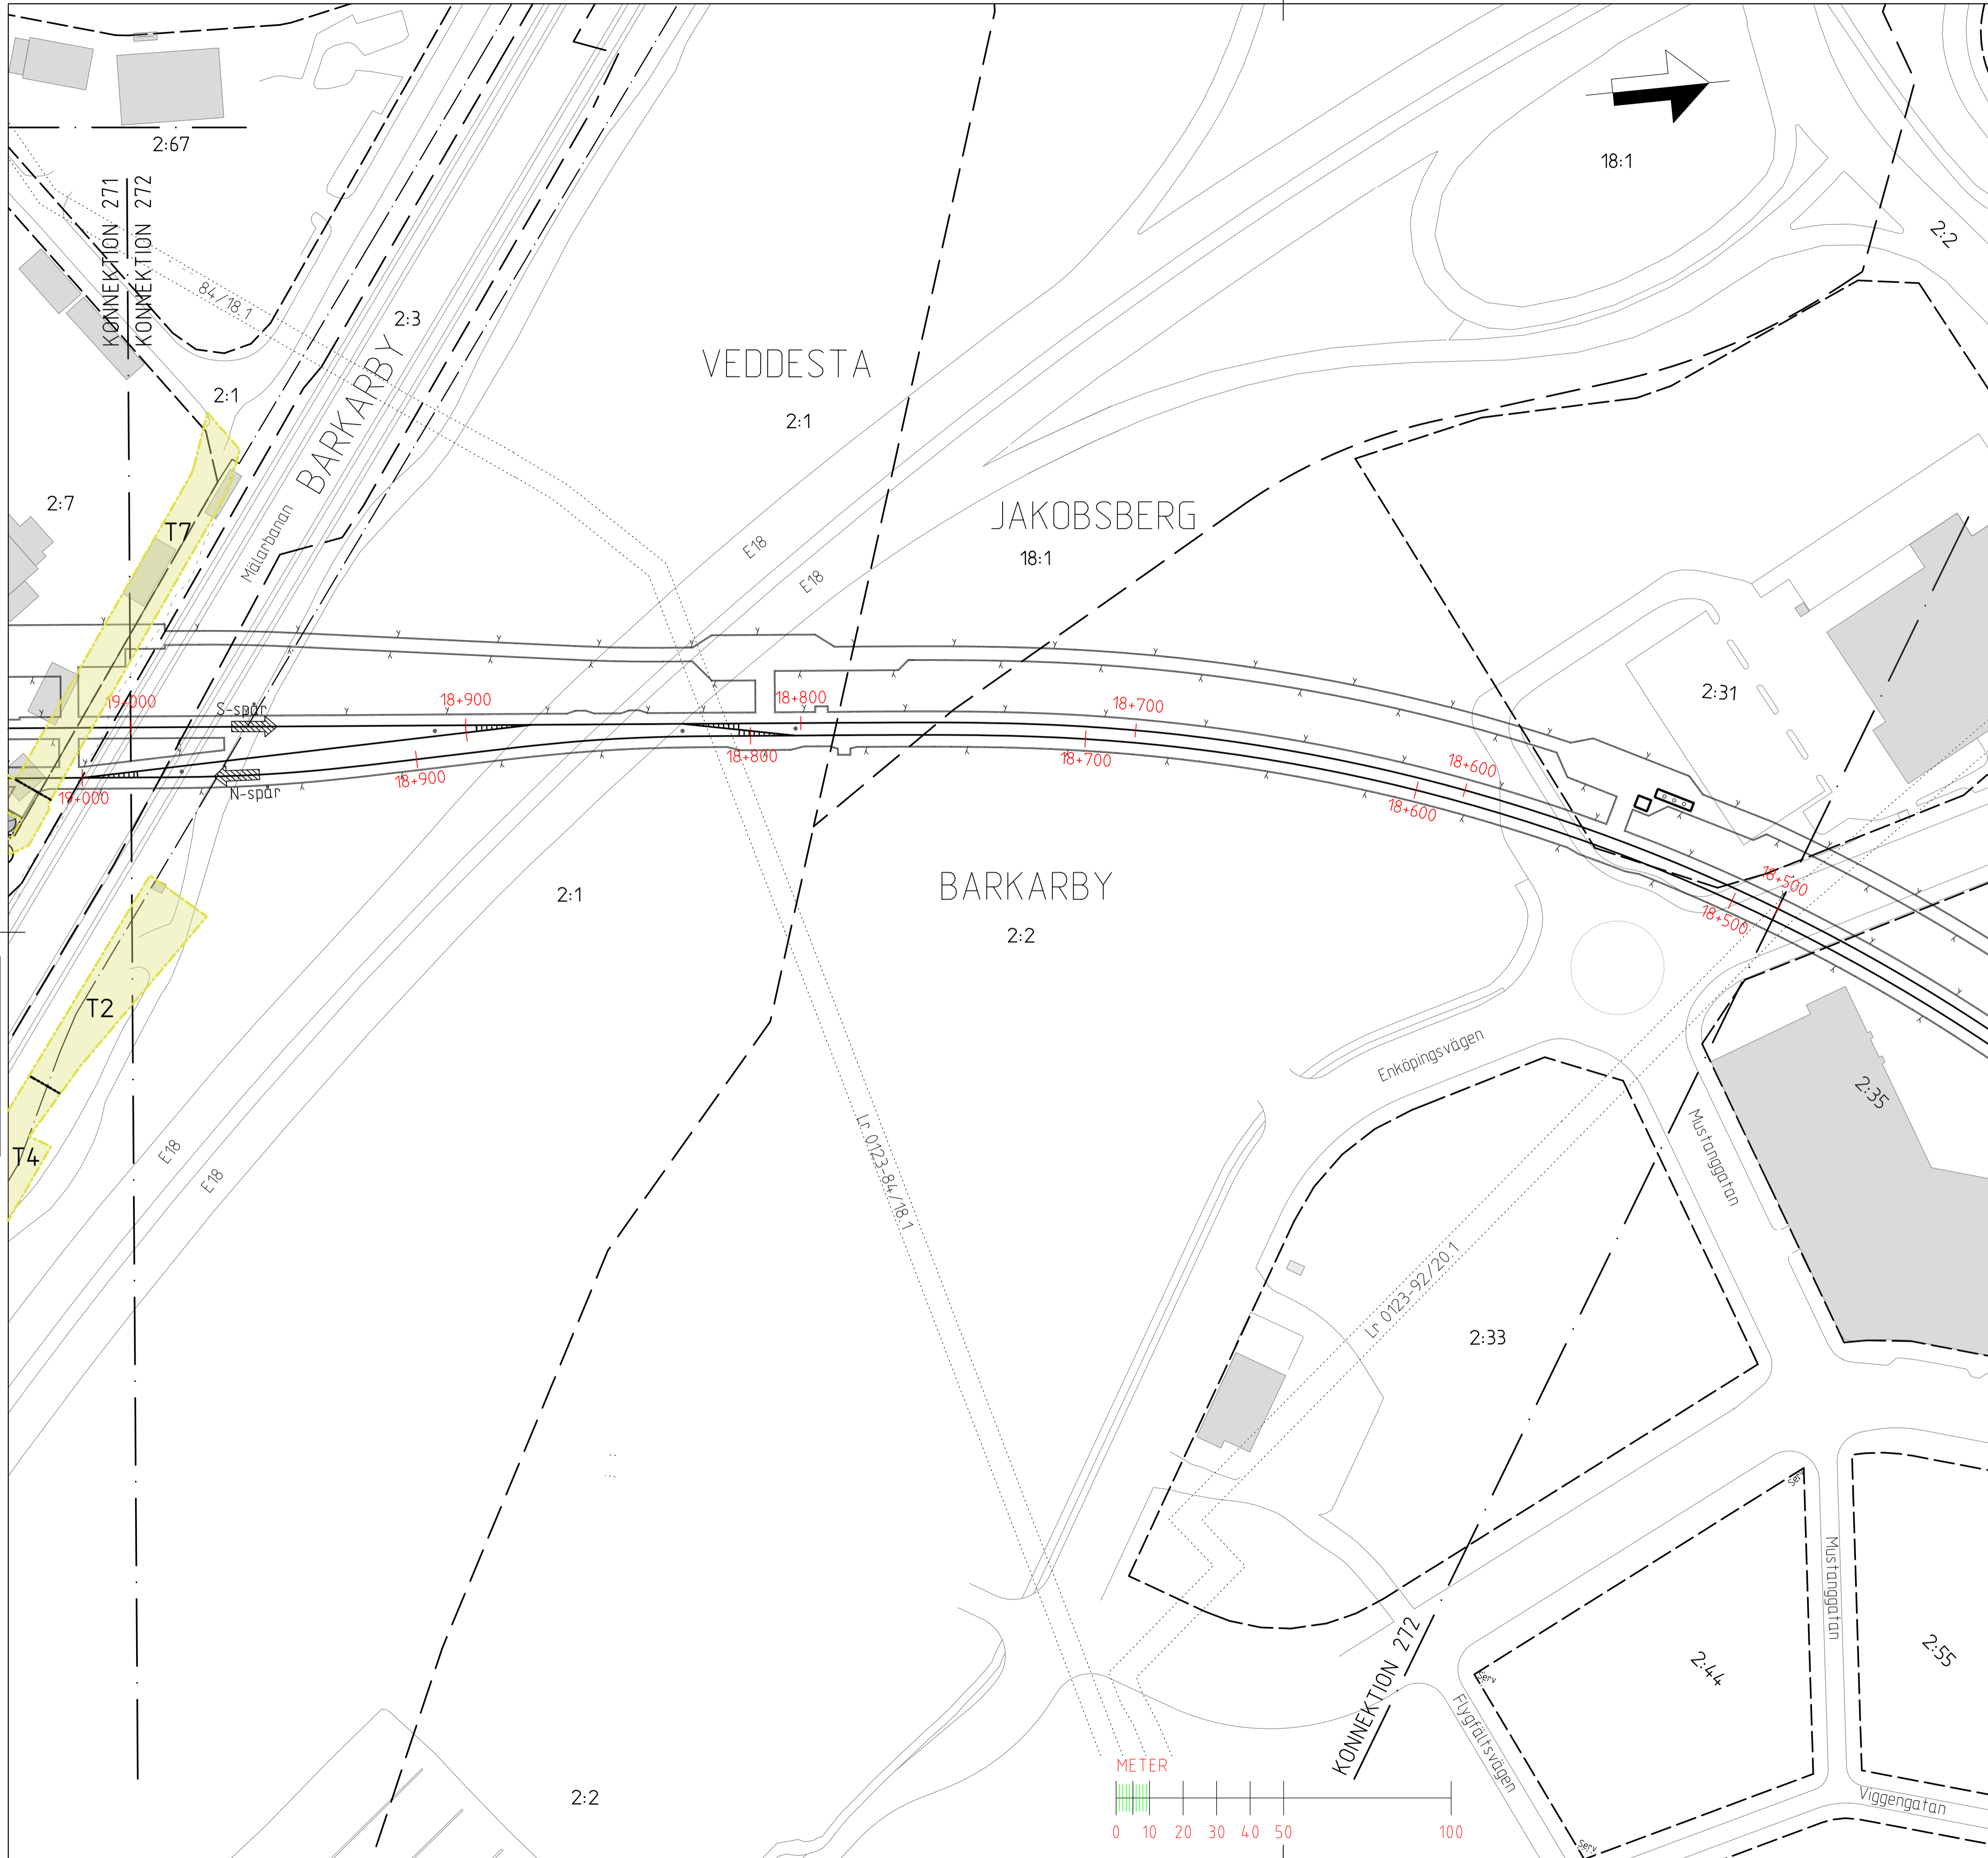 2:67
KONNEKTION 271
KONNEKTION 272
84/18.1
2:3
BARKARBY
2:1
2:7
T7
Mälarbanan
VEDDESTA
2:1
E18
E18
JAKOBSBERG
18:1
18:1
2:2
2:31
19+000
S-spår
18+900
18+800
18+700
18+600
18+500
19+000
N-spår
18+900
18+800
18+700
18+600
18+500
2:1
BARKARBY
2:2
T2
T4
E18
E18
Enköpingsvägen
Mustanggatan
2:35
Lr 0123-84/18.1
Lr 0123-92/20.1
2:33
Serv
Mustanggatan
2:44
2:55
Serv
KONNEKTION 272
Flygfältsvägen
Viggengatan
Serv
2:2
METER
0 10 20 30 40 50 100